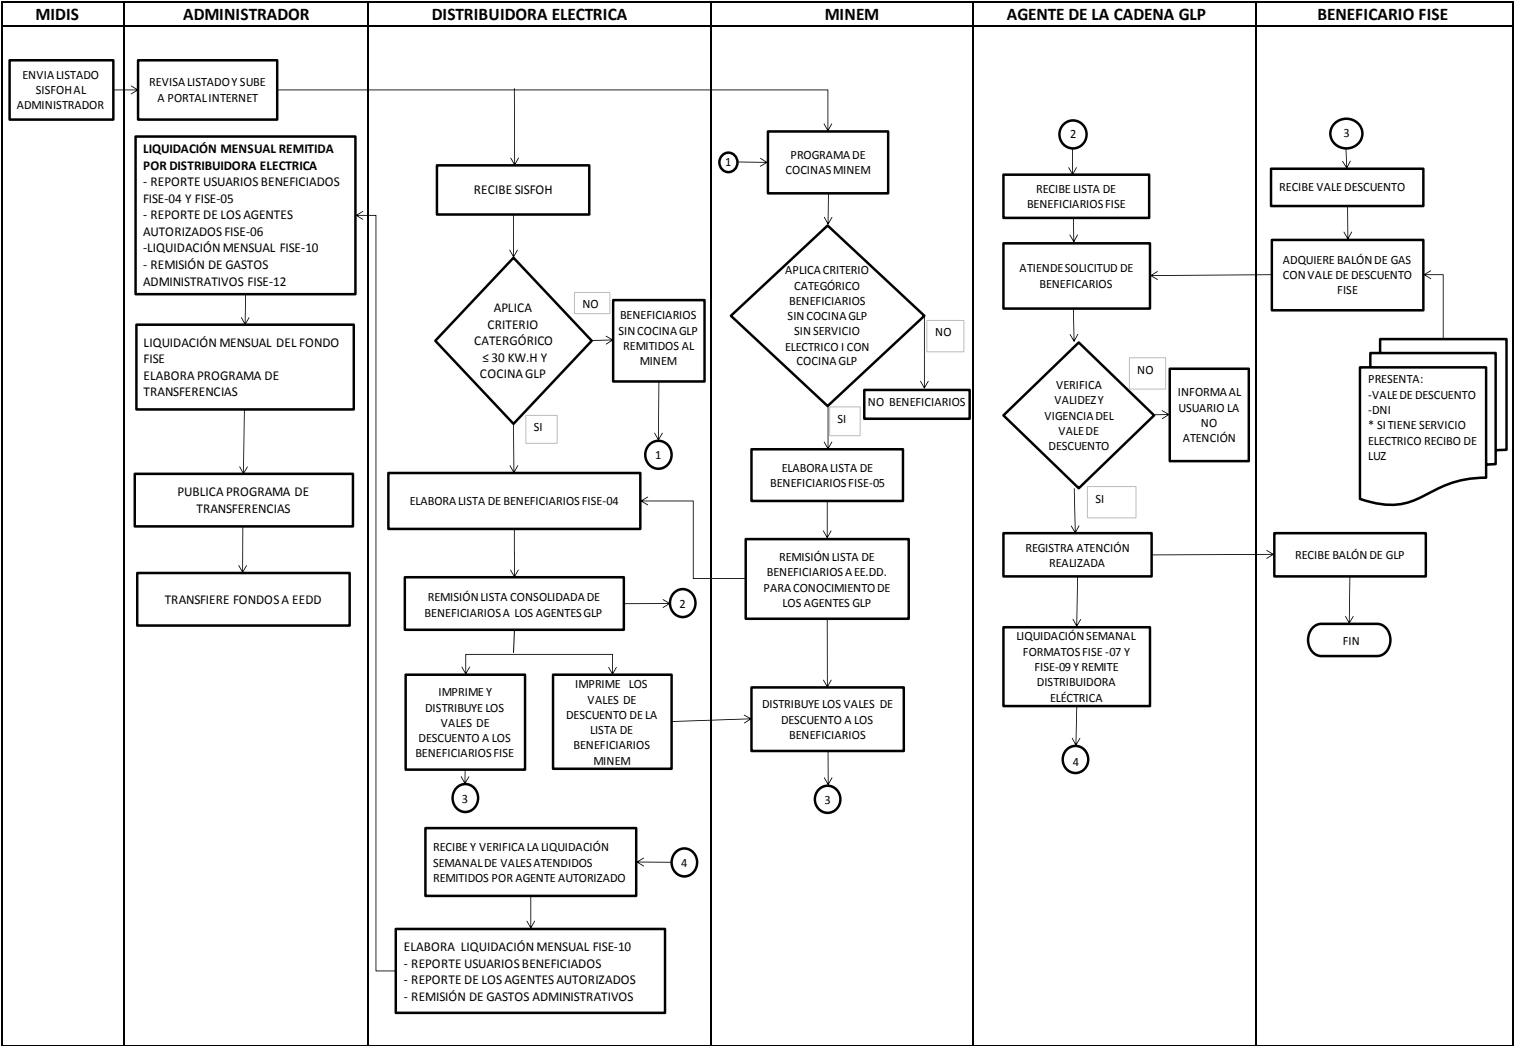 MIDIS
ADMINISTRADOR
DISTRIBUIDORA ELECTRICA
MINEM
AGENTE DE LA CADENA GLP
BENEFICARIO FISE
ENVIA LISTADO
SISFOH AL
ADMINISTRADOR
REVISA LISTADO Y SUBE
A PORTAL INTERNET
LIQUIDACIÓN MENSUAL REMITIDA
POR DISTRIBUIDORA ELECTRICA
- REPORTE USUARIOS BENEFICIADOS
FISE-04 Y FISE-05
- REPORTE DE LOS AGENTES
AUTORIZADOS FISE-06
-LIQUIDACIÓN MENSUAL FISE-10
- REMISIÓN DE GASTOS
ADMINISTRATIVOS FISE-12
LIQUIDACIÓN MENSUAL DEL FONDO
FISE
ELABORA PROGRAMA DE
TRANSFERENCIAS
PUBLICA PROGRAMA DE
TRANSFERENCIAS
TRANSFIERE FONDOS A EEDD
RECIBE SISFOH
APLICA
CRITERIO
CATERGÓRICO
≤ 30 KW.H Y
COCINA GLP
NO
BENEFICIARIOS
SIN COCINA GLP
REMITIDOS AL
MINEM
SI
1
ELABORA LISTA DE BENEFICIARIOS FISE-04
REMISIÓN LISTA CONSOLIDADA DE
BENEFICIARIOS A LOS AGENTES GLP
2
IMPRIME Y
DISTRIBUYE LOS
VALES DE
DESCUENTO A LOS
BENEFICIARIOS FISE
IMPRIME LOS
VALES DE
DESCUENTO DE LA
LISTA DE
BENEFICIARIOS
MINEM
3
RECIBE Y VERIFICA LA LIQUIDACIÓN
SEMANAL DE VALES ATENDIDOS
REMITIDOS POR AGENTE AUTORIZADO
4
ELABORA LIQUIDACIÓN MENSUAL FISE-10
- REPORTE USUARIOS BENEFICIADOS
- REPORTE DE LOS AGENTES AUTORIZADOS
- REMISIÓN DE GASTOS ADMINISTRATIVOS
1
PROGRAMA DE
COCINAS MINEM
APLICA CRITERIO
CATEGÓRICO
BENEFICIARIOS
SIN COCINA GLP
SIN SERVICIO
ELECTRICO I CON
COCINA GLP
NO
NO BENEFICIARIOS
SI
ELABORA LISTA DE
BENEFICIARIOS FISE-05
REMISIÓN LISTA DE
BENEFICIARIOS A EE.DD.
PARA CONOCIMIENTO DE
LOS AGENTES GLP
DISTRIBUYE LOS VALES DE
DESCUENTO A LOS
BENEFICIARIOS
3
2
RECIBE LISTA DE
BENEFICIARIOS FISE
ATIENDE SOLICITUD DE
BENEFICARIOS
VERIFICA
VALIDEZ Y
VIGENCIA DEL
VALE DE
DESCUENTO
NO
INFORMA AL
USUARIO LA
NO
ATENCIÓN
SI
REGISTRA ATENCIÓN
REALIZADA
LIQUIDACIÓN SEMANAL
FORMATOS FISE -07 Y
FISE-09 Y REMITE
DISTRIBUIDORA
ELÉCTRICA
4
3
RECIBE VALE DESCUENTO
ADQUIERE BALÓN DE GAS
CON VALE DE DESCUENTO
FISE
PRESENTA:
-VALE DE DESCUENTO
-DNI
* SI TIENE SERVICIO
ELECTRICO RECIBO DE
LUZ
RECIBE BALÓN DE GLP
FIN